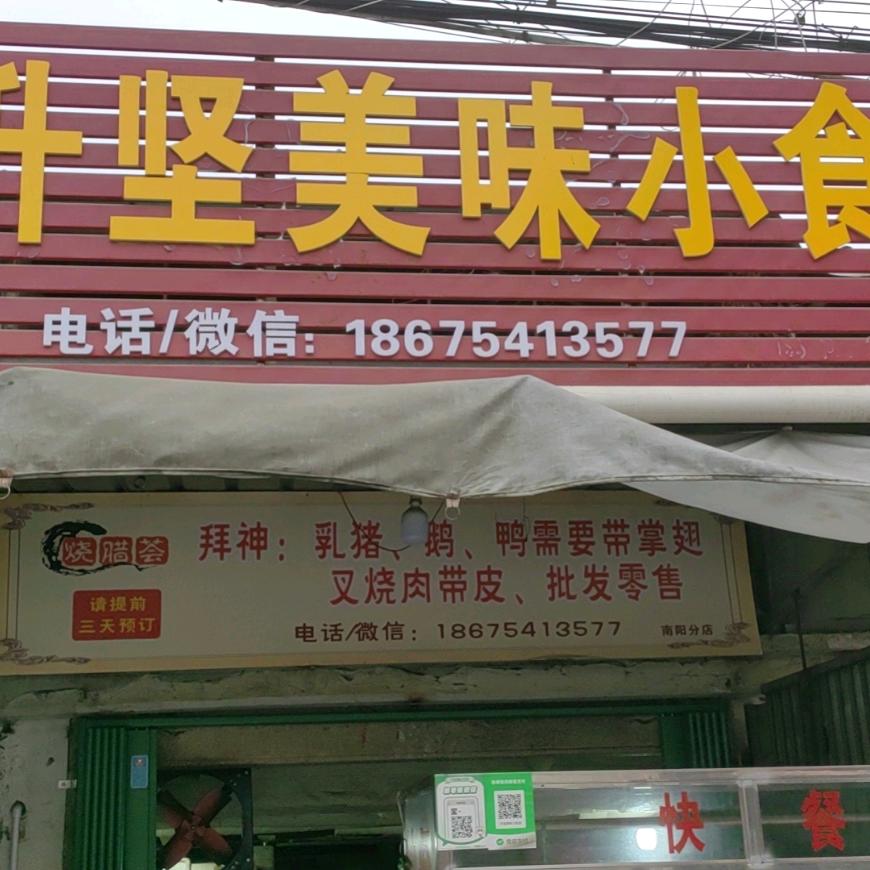 升坚美味小食
电话/微信: 18675413577
烧腊荟
拜神：乳猪、鹅、鸭需要带掌翅
叉烧肉带皮、批发零售
请提前
三天预订
电话/微信：18675413577
南阳分店
快餐